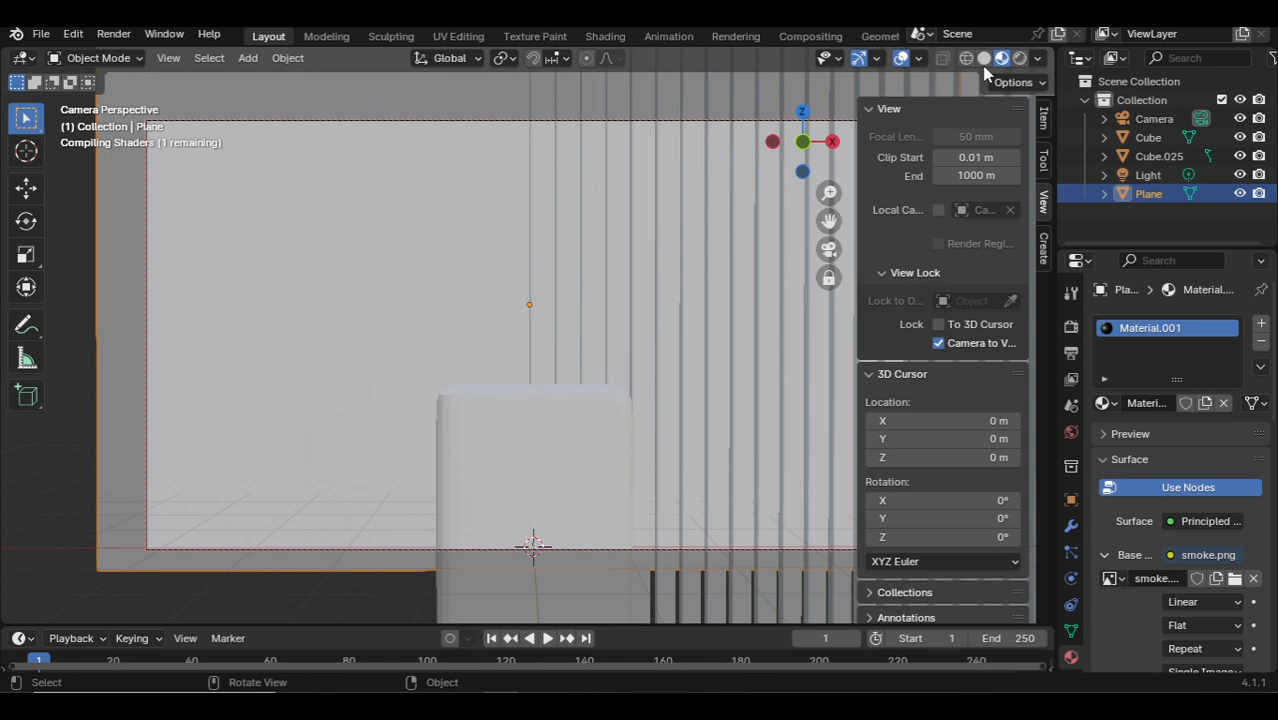 File Edit Render Window Help Layout Modeling Sculpting UV Editing Texture Paint Shading Animation Rendering Compositing Geomet Scene ViewLayer
Object Mode View Select Add Object Global Search
Options
Scene Collection
Collection
Camera
Cube
Cube.025
Light
Plane
Camera Perspective
(1) Collection | Plane
Compiling Shaders (1 remaining)
Z
X
View
Focal Len... 50 mm
Clip Start 0.01 m
End 1000 m
Local Ca... Ca...
Render Regi...
View Lock
Lock to O... Object
Lock To 3D Cursor
Camera to V...
3D Cursor
Location:
X 0 m
Y 0 m
Z 0 m
Rotation:
X 0°
Y 0°
Z 0°
XYZ Euler
Collections
Annotations
Item
Tool
View
Create
Search
Pla... Material....
Material.001
Materi...
Preview
Surface
Use Nodes
Surface Principled ...
Base ... smoke.png
smoke....
Linear
Flat
Repeat
Single Image
Playback Keying View Marker 1 Start 1 End 250
1 20 40 60 80 100 120 140 160 180 200 220 240
Select Rotate View Object 4.1.1